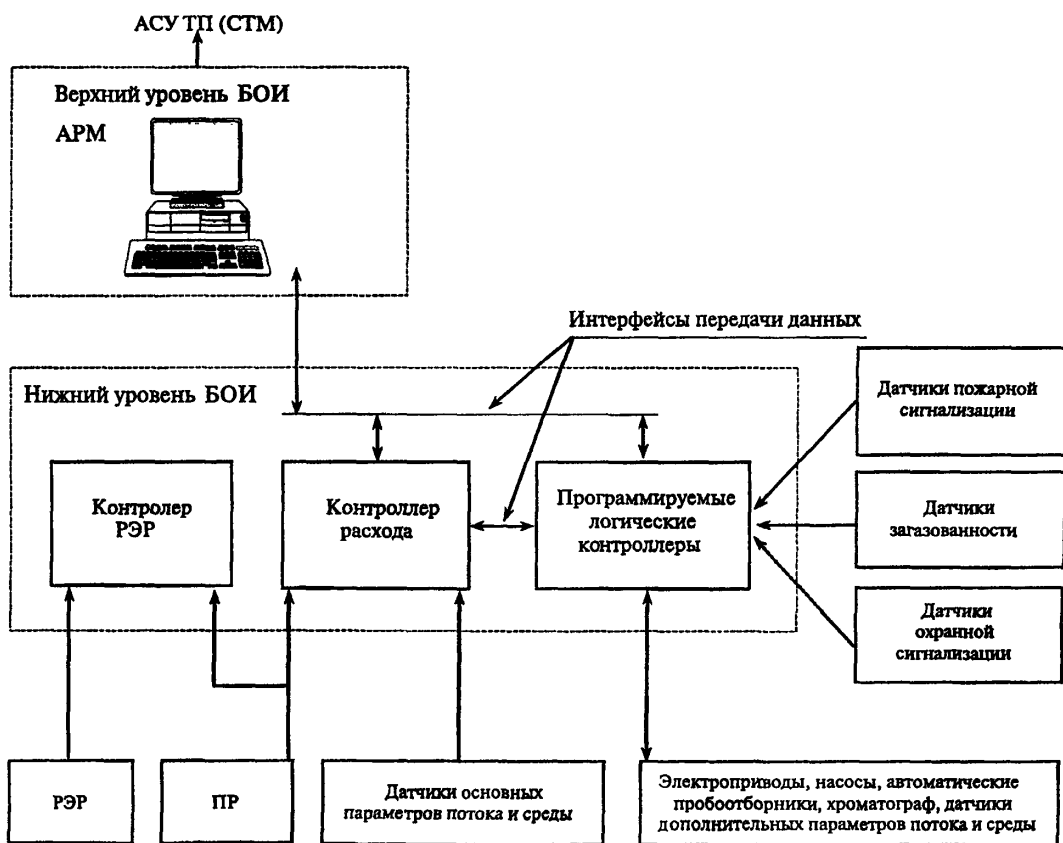 АСУ ТП (СТМ)
Верхний уровень БОИ
АРМ
Интерфейсы передачи данных
Нижний уровень БОИ
Контролер
РЭР
Контроллер
расхода
Программируемые
логические
контроллеры
Датчики пожарной
сигнализации
Датчики
загазованности
Датчики
охранной
сигнализации
РЭР
ПР
Датчики основных
параметров потока и среды
Электроприводы, насосы, автоматические
пробоотборники, хроматограф, датчики
дополнительных параметров потока и среды